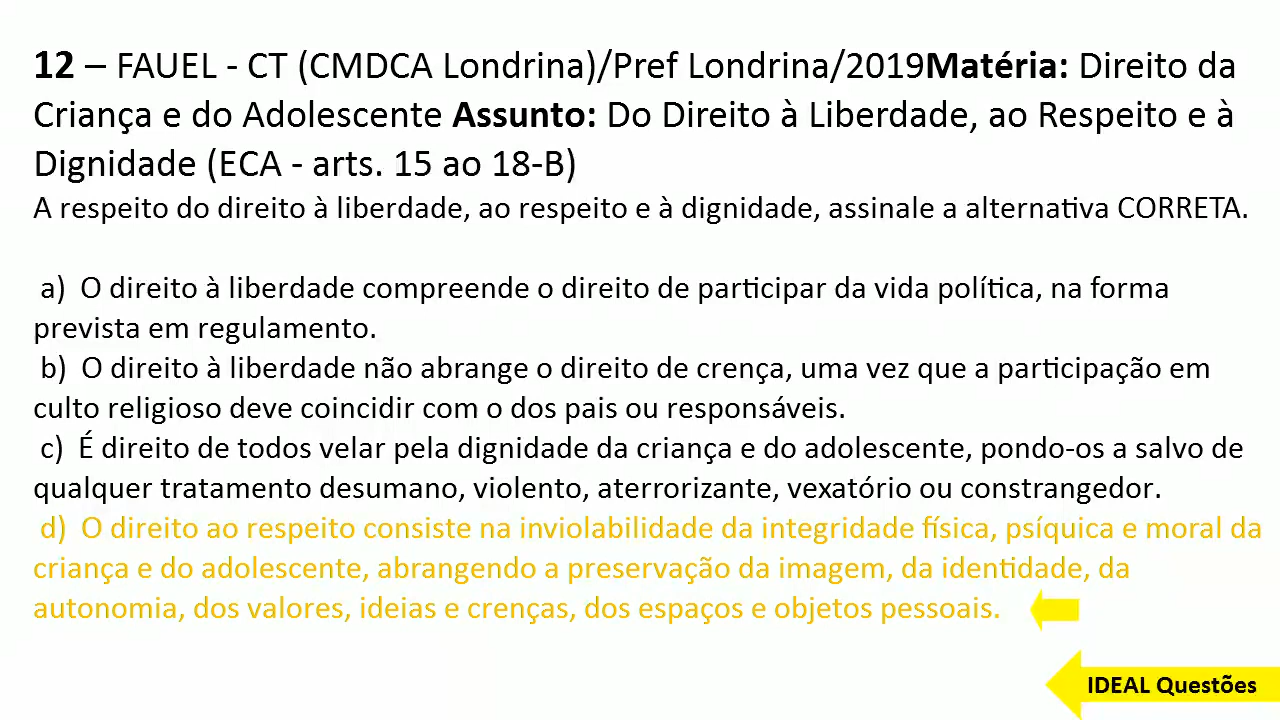 12 – FAUEL - CT (CMDCA Londrina)/Pref Londrina/2019Matéria: Direito da
Criança e do Adolescente Assunto: Do Direito à Liberdade, ao Respeito e à
Dignidade (ECA - arts. 15 ao 18-B)
A respeito do direito à liberdade, ao respeito e à dignidade, assinale a alternativa CORRETA.
a) O direito à liberdade compreende o direito de participar da vida política, na forma
prevista em regulamento.
b) O direito à liberdade não abrange o direito de crença, uma vez que a participação em
culto religioso deve coincidir com o dos pais ou responsáveis.
c) É direito de todos velar pela dignidade da criança e do adolescente, pondo-os a salvo de
qualquer tratamento desumano, violento, aterrorizante, vexatório ou constrangedor.
d) O direito ao respeito consiste na inviolabilidade da integridade física, psíquica e moral da
criança e do adolescente, abrangendo a preservação da imagem, da identidade, da
autonomia, dos valores, ideias e crenças, dos espaços e objetos pessoais.
IDEAL Questões